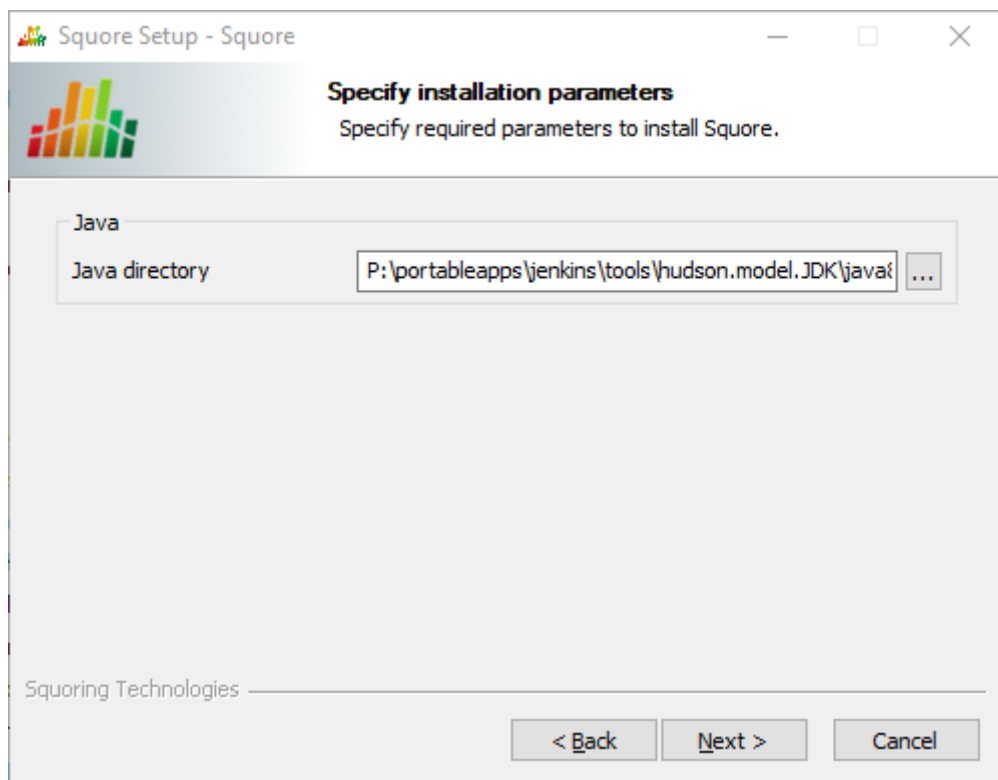 Squore Setup - Squore
Specify installation parameters
Specify required parameters to install Squore.
Java
Java directory
P:\portableapps\jenkins\tools\hudson.model.JDK\java8
...
Squoring Technologies
< Back
Next >
Cancel